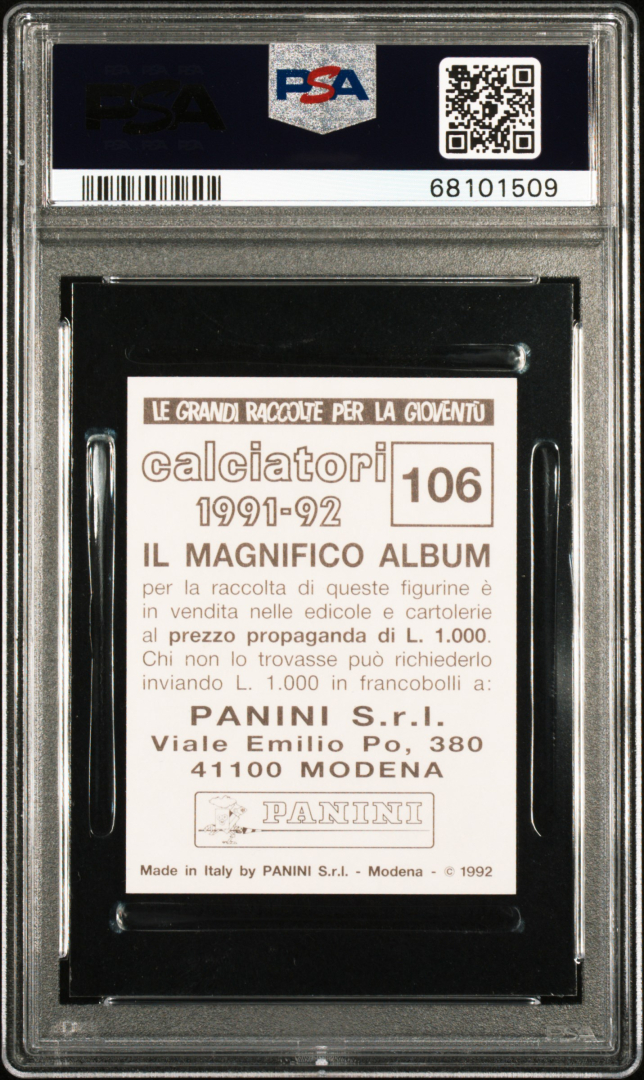 PSA
PSA
68101509
LE GRANDI RACCOLTE PER LA GIOVENTÙ
calciatori
1991-92
106
IL MAGNIFICO ALBUM
per la raccolta di queste figurine è
in vendita nelle edicole e cartolerie
al prezzo propaganda di L. 1.000.
Chi non lo trovasse può richiederlo
inviando L. 1.000 in francobolli a:
PANINI S.r.l.
Viale Emilio Po, 380
41100 MODENA
PANINI
Made in Italy by PANINI S.r.l. - Modena - © 1992
PSA